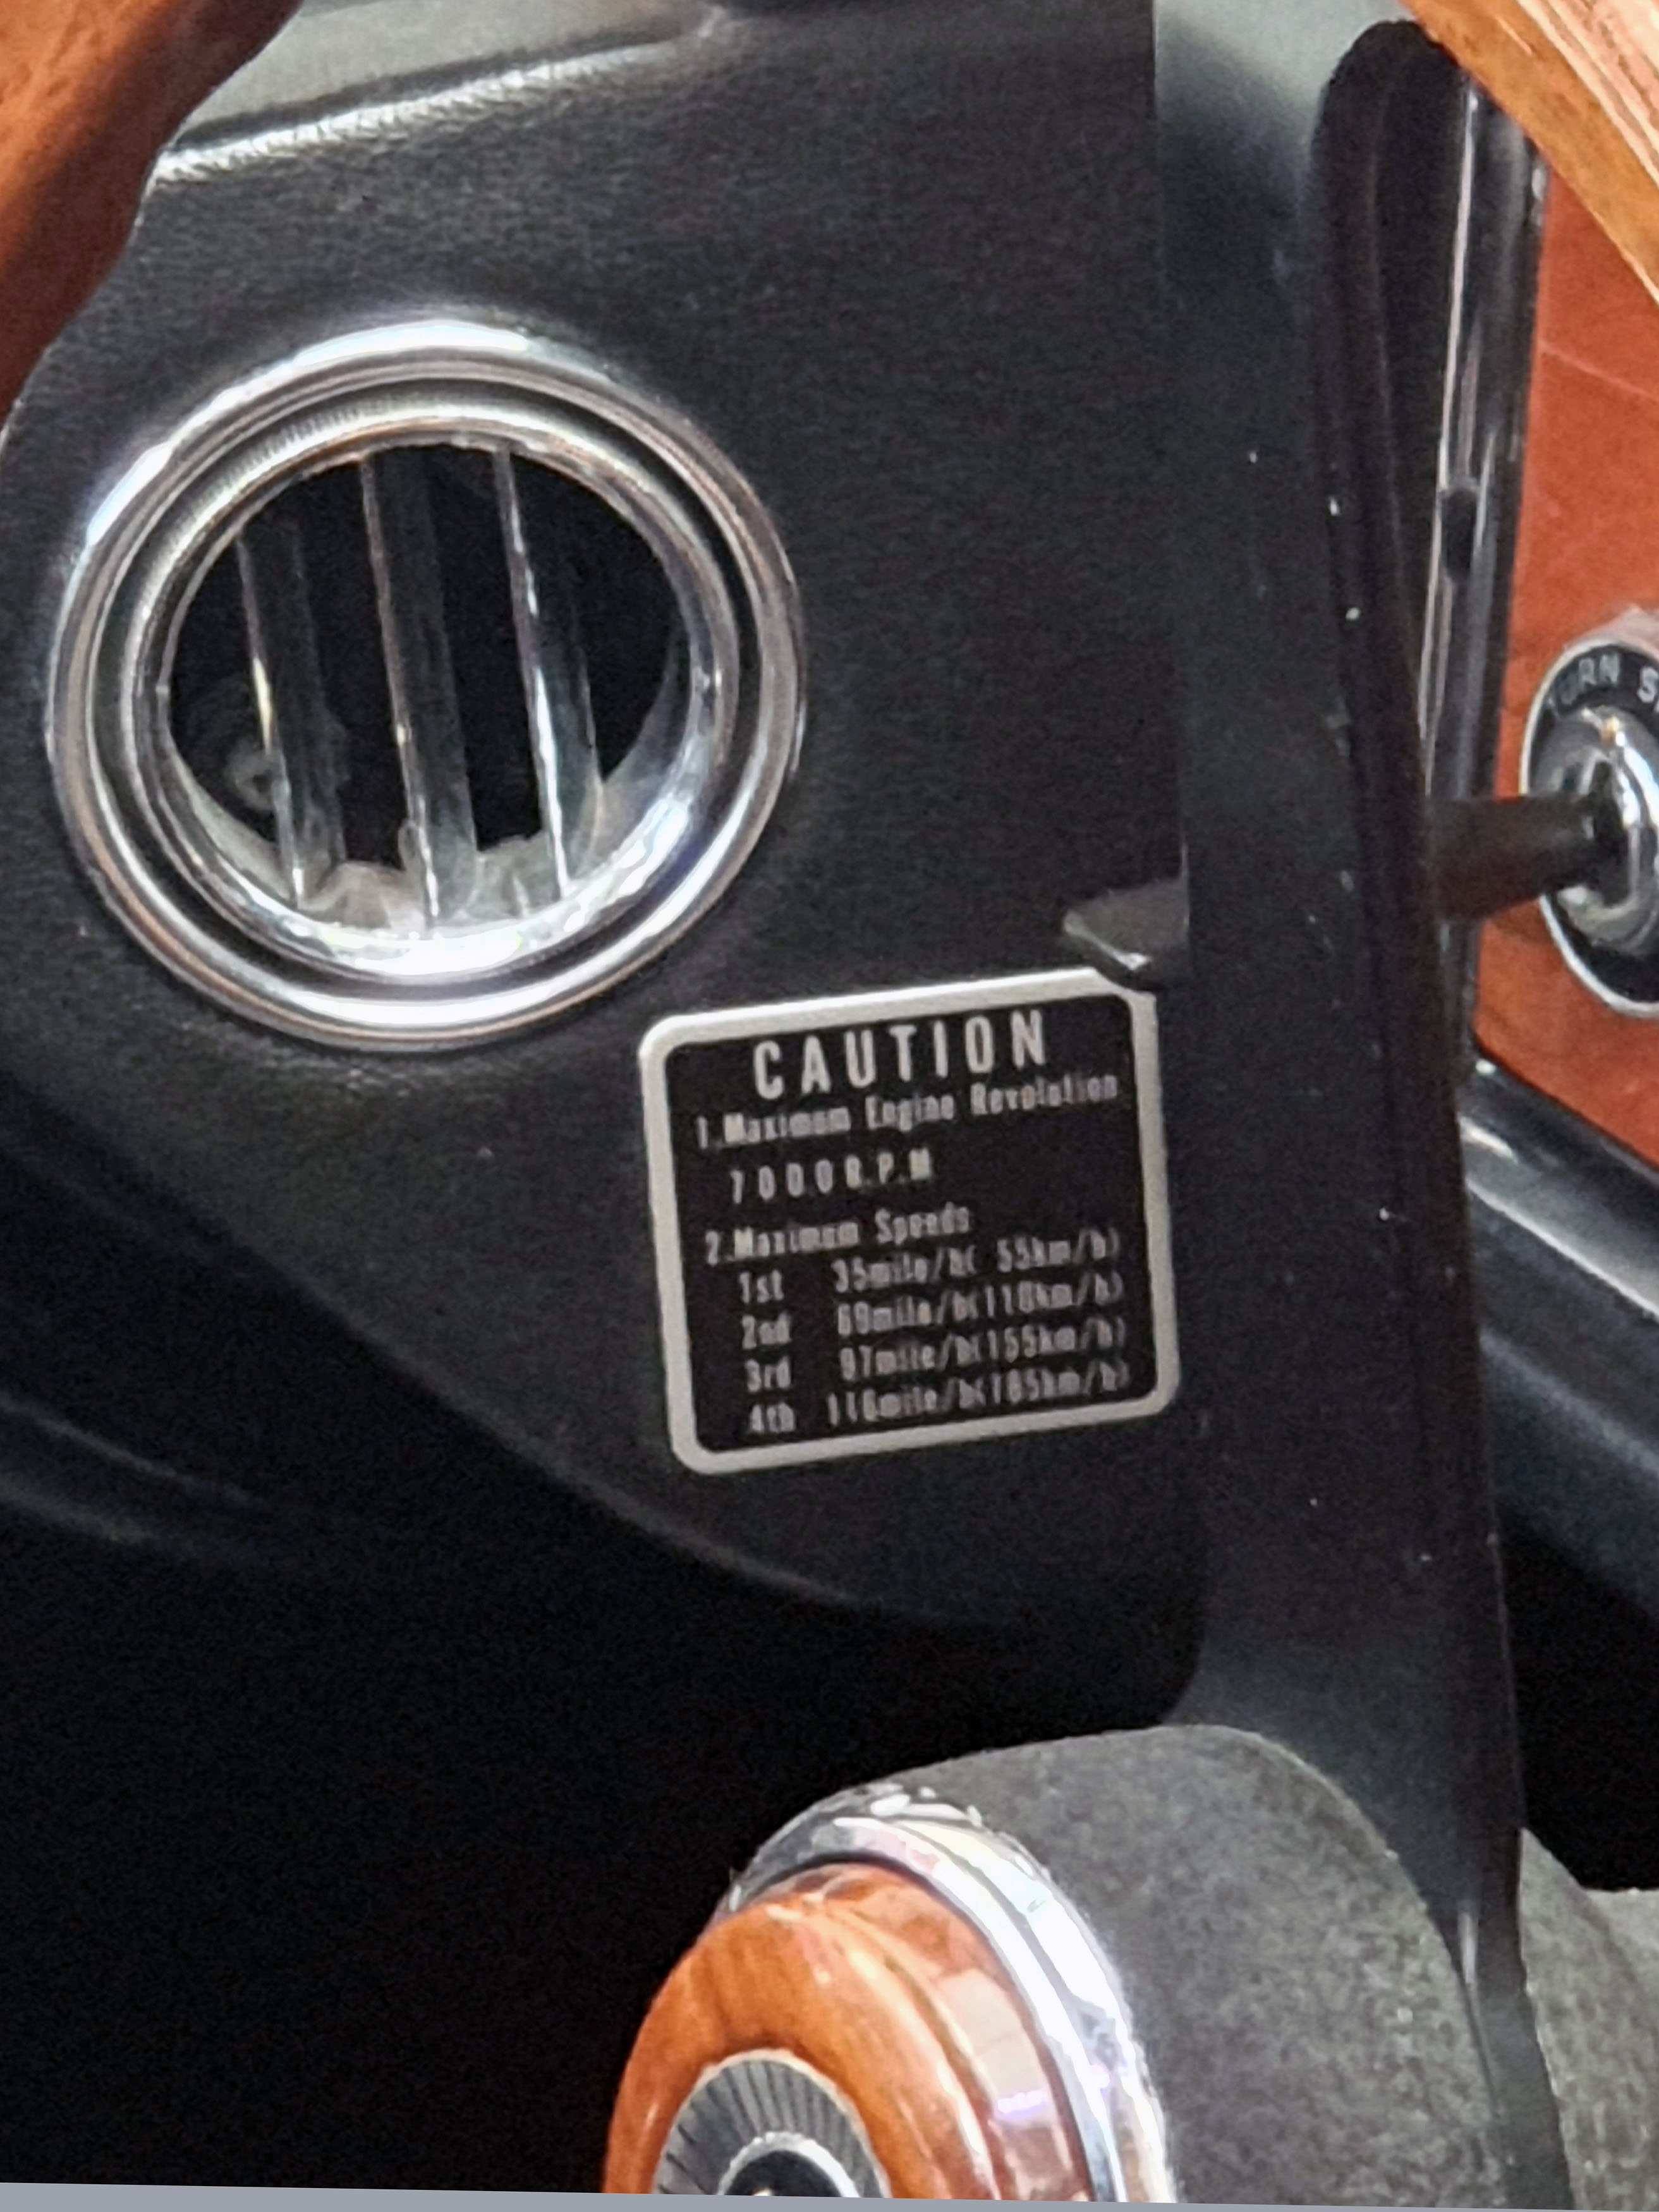 CAUTION
1.Maximum Engine Revolution
7000R.P.M
2.Maximum Speeds
1st 35mile/h( 55km/h)
2nd 69mile/h(110km/h)
3rd 97mile/h(155km/h)
4th 116mile/h(185km/h)